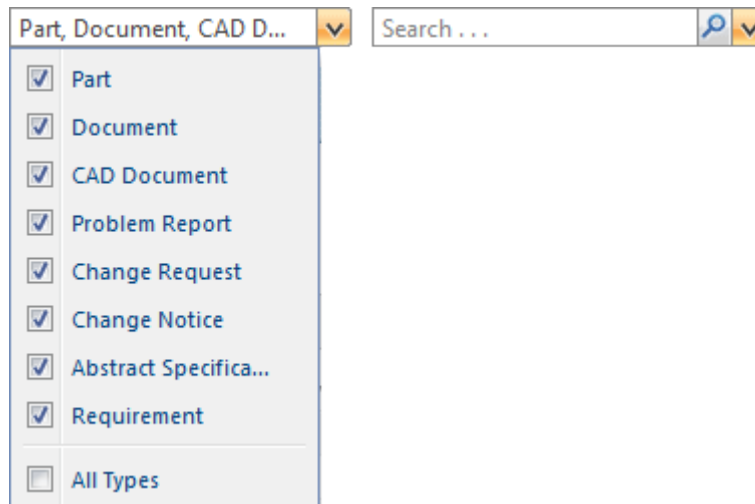 Part, Document, CAD D...
Search . . .
Part
Document
CAD Document
Problem Report
Change Request
Change Notice
Abstract Specifica...
Requirement
All Types